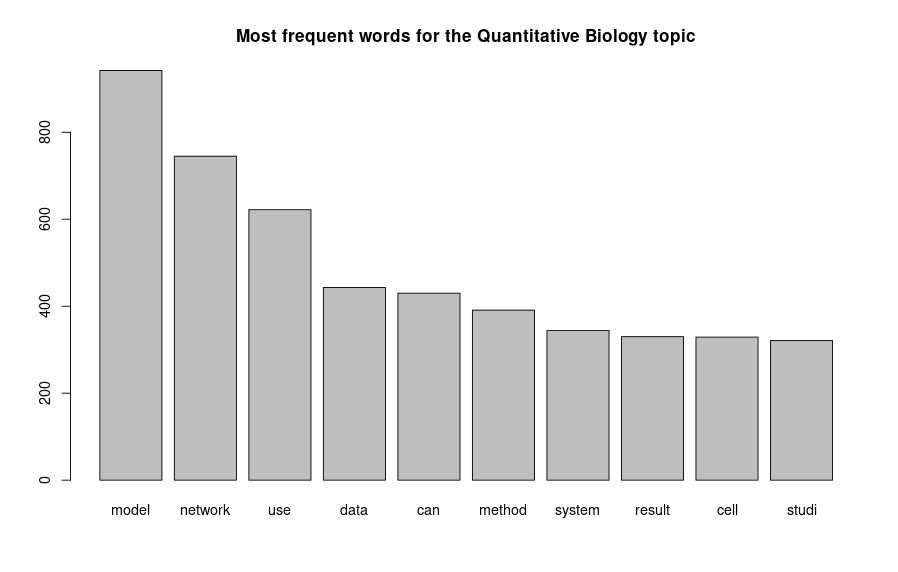 Most frequent words for the Quantitative Biology topic
800
600
400
200
0
model network use data can method system result cell studi